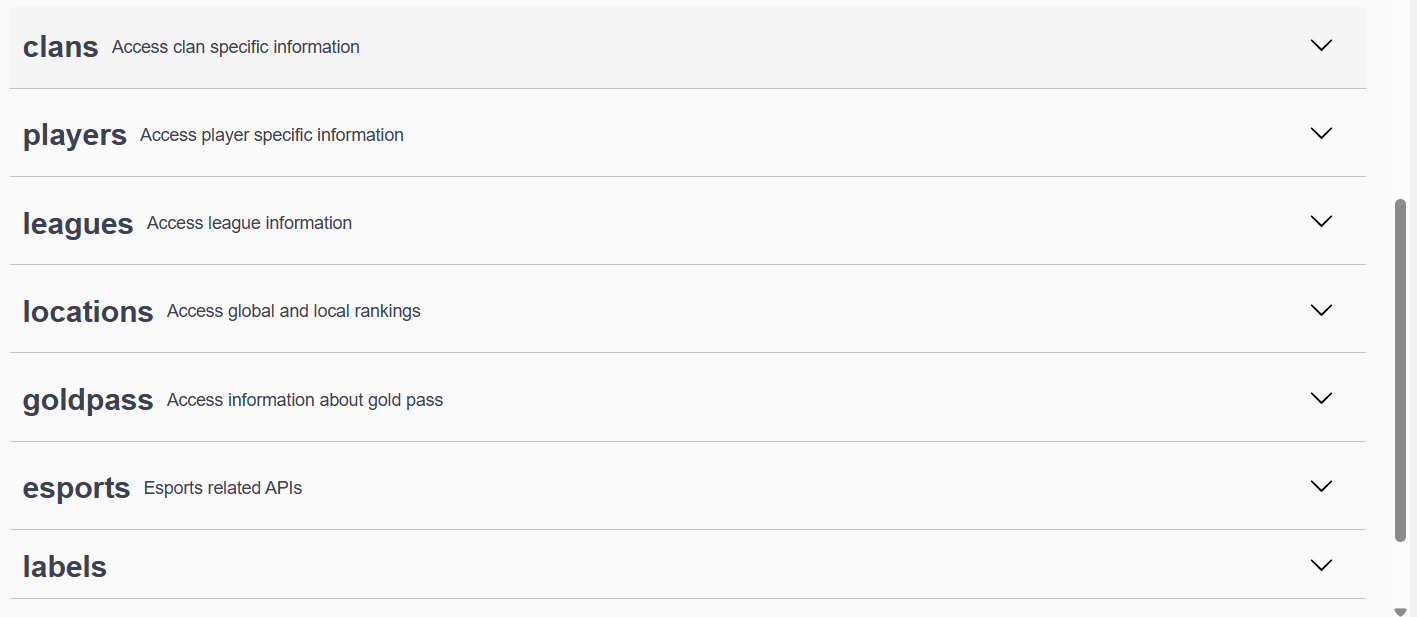 clans Access clan specific information
players Access player specific information
leagues Access league information
locations Access global and local rankings
goldpass Access information about gold pass
esports Esports related APIs
labels